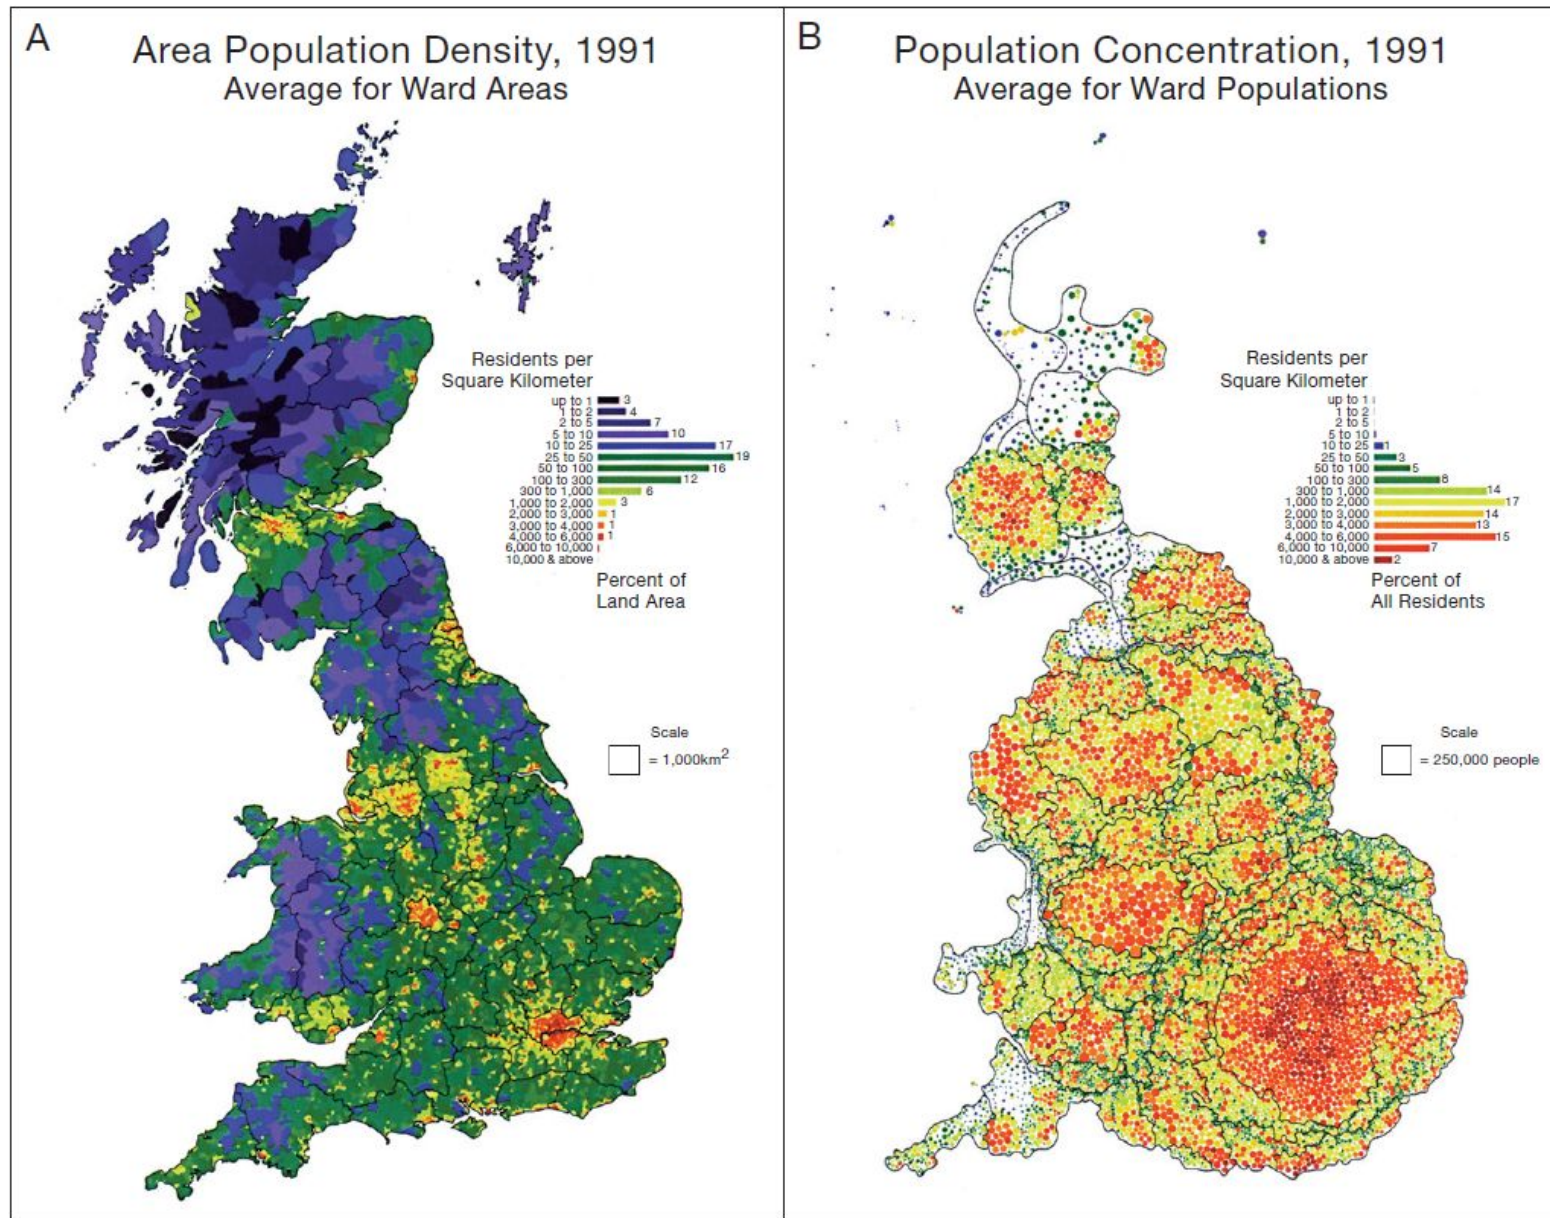 A
Area Population Density, 1991
Average for Ward Areas
Residents per
Square Kilometer
up to 1 3
1 to 2 4
2 to 5 7
5 to 10 10
10 to 25 17
25 to 50 19
50 to 100 16
100 to 300 12
300 to 1,000 6
1,000 to 2,000 3
2,000 to 3,000 1
3,000 to 4,000 1
4,000 to 6,000 1
6,000 to 10,000
10,000 & above
Percent of
Land Area
Scale
= 1,000km²
B
Population Concentration, 1991
Average for Ward Populations
Residents per
Square Kilometer
up to 1
1 to 2
2 to 5
5 to 10
10 to 25 1
25 to 50 3
50 to 100 5
100 to 300 8
300 to 1,000 14
1,000 to 2,000 17
2,000 to 3,000 14
3,000 to 4,000 13
4,000 to 6,000 15
6,000 to 10,000 7
10,000 & above 2
Percent of
All Residents
Scale
= 250,000 people